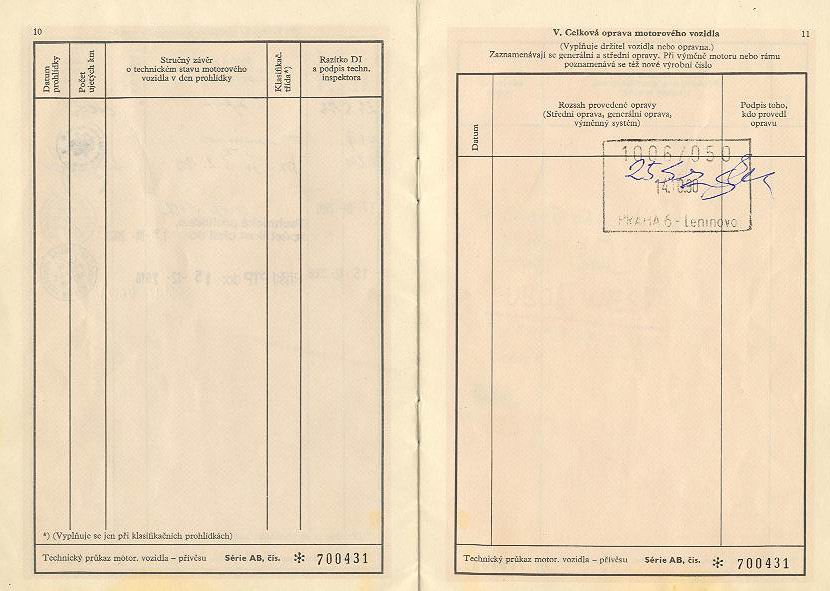 10
Datum
prohlídky
Počet
ujetých km
Stručný závěr
o technickém stavu motorového
vozidla v den prohlídky
Klasifikač.
třída*)
Razítko DI
a podpis techn.
inspektora
*) (Vyplňuje se jen při klasifikačních prohlídkách)
Technický průkaz motor. vozidla – přívěsu Série AB, čís. ✻ 700431
V. Celková oprava motorového vozidla
11
(Vyplňuje držitel vozidla nebo opravna.)
Zaznamenávají se generální a střední opravy. Při výměně motoru nebo rámu
poznamenává se též nové výrobní číslo
Datum
Rozsah provedené opravy
(Střední oprava, generální oprava,
výměnný systém)
Podpis toho,
kdo provedl
opravu
1006/050
PRAHA 6 - Leninovo
Technický průkaz motor. vozidla – přívěsu Série AB, čís. ✻ 700431